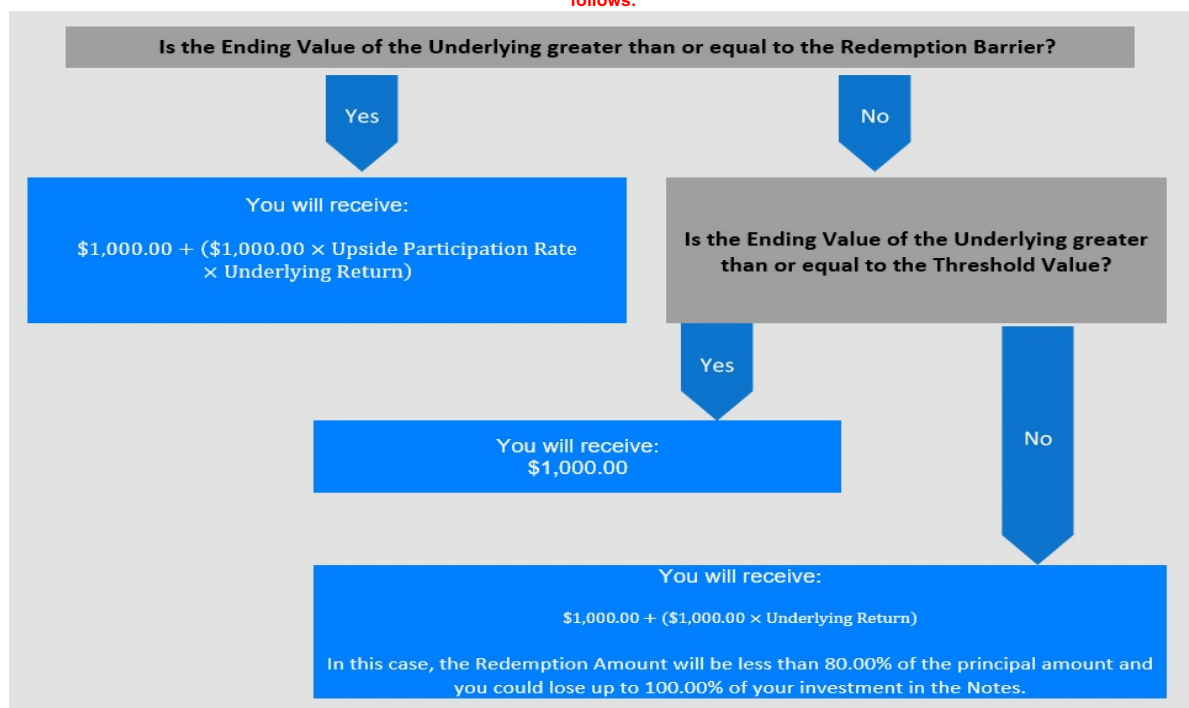 follows:
Is the Ending Value of the Underlying greater than or equal to the Redemption Barrier?
Yes
No
You will receive:
$1,000.00 + ($1,000.00 × Upside Participation Rate
× Underlying Return)
Is the Ending Value of the Underlying greater
than or equal to the Threshold Value?
Yes
No
You will receive:
$1,000.00
You will receive:
$1,000.00 + ($1,000.00 × Underlying Return)
In this case, the Redemption Amount will be less than 80.00% of the principal amount and
you could lose up to 100.00% of your investment in the Notes.